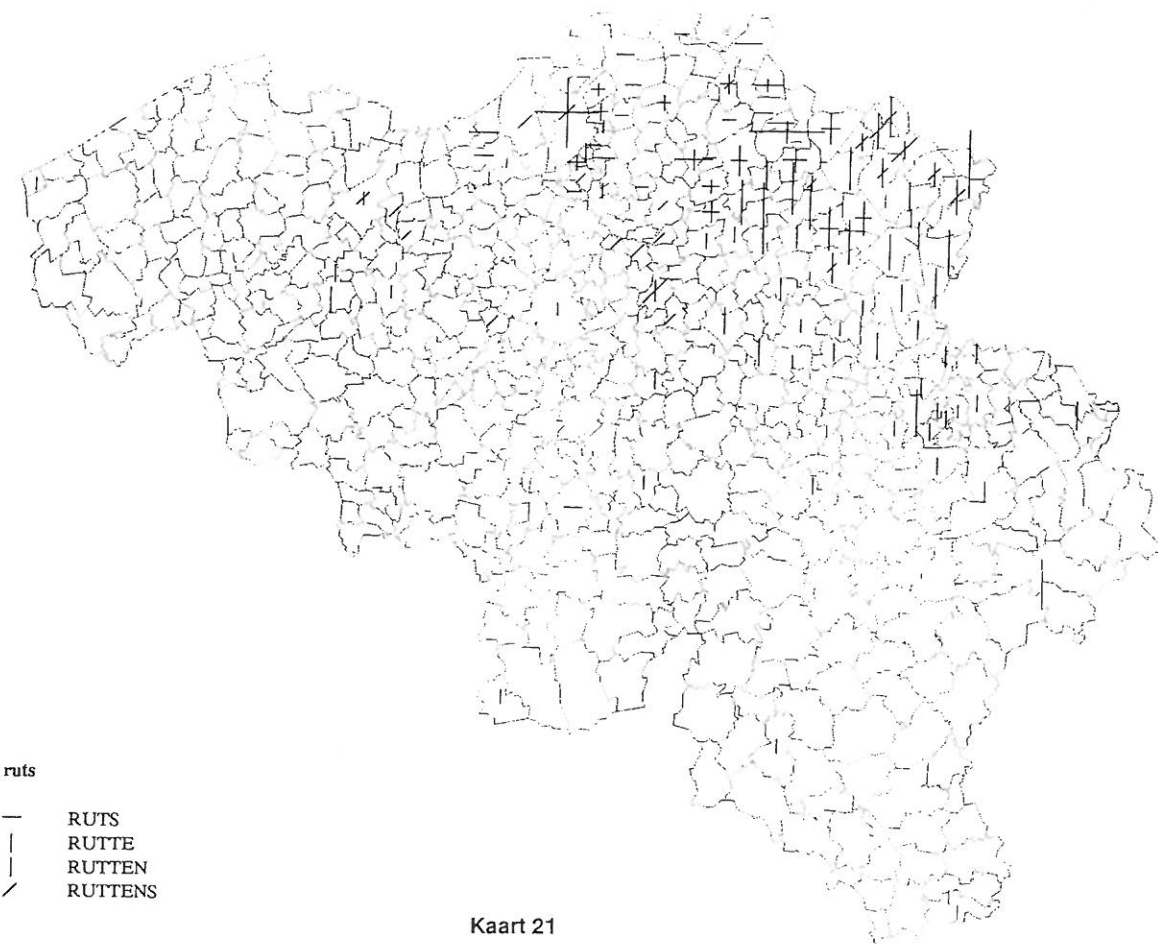 ruts
— RUTS
| RUTTE
| RUTTEN
/ RUTTENS
Kaart 21